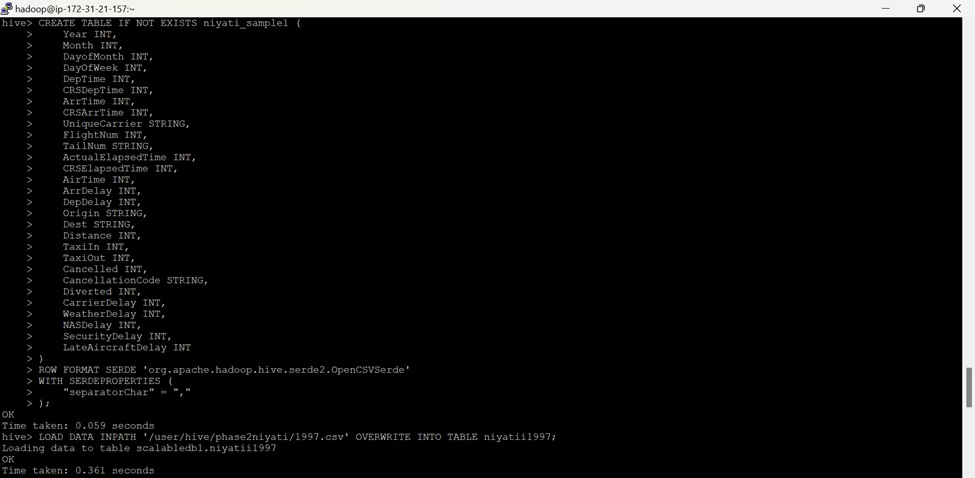 hadoop@ip-172-31-21-157:~
hive> CREATE TABLE IF NOT EXISTS niyati_sample1 (
    >     Year INT,
    >     Month INT,
    >     DayofMonth INT,
    >     DayOfWeek INT,
    >     DepTime INT,
    >     CRSDepTime INT,
    >     ArrTime INT,
    >     CRSArrTime INT,
    >     UniqueCarrier STRING,
    >     FlightNum INT,
    >     TailNum STRING,
    >     ActualElapsedTime INT,
    >     CRSElapsedTime INT,
    >     AirTime INT,
    >     ArrDelay INT,
    >     DepDelay INT,
    >     Origin STRING,
    >     Dest STRING,
    >     Distance INT,
    >     TaxiIn INT,
    >     TaxiOut INT,
    >     Cancelled INT,
    >     CancellationCode STRING,
    >     Diverted INT,
    >     CarrierDelay INT,
    >     WeatherDelay INT,
    >     NASDelay INT,
    >     SecurityDelay INT,
    >     LateAircraftDelay INT
    > )
    > ROW FORMAT SERDE 'org.apache.hadoop.hive.serde2.OpenCSVSerde'
    > WITH SERDEPROPERTIES (
    >     "separatorChar" = ","
    > );
OK
Time taken: 0.059 seconds
hive> LOAD DATA INPATH '/user/hive/phase2niyati/1997.csv' OVERWRITE INTO TABLE niyatii1997;
Loading data to table scalabledb1.niyatii1997
OK
Time taken: 0.361 seconds